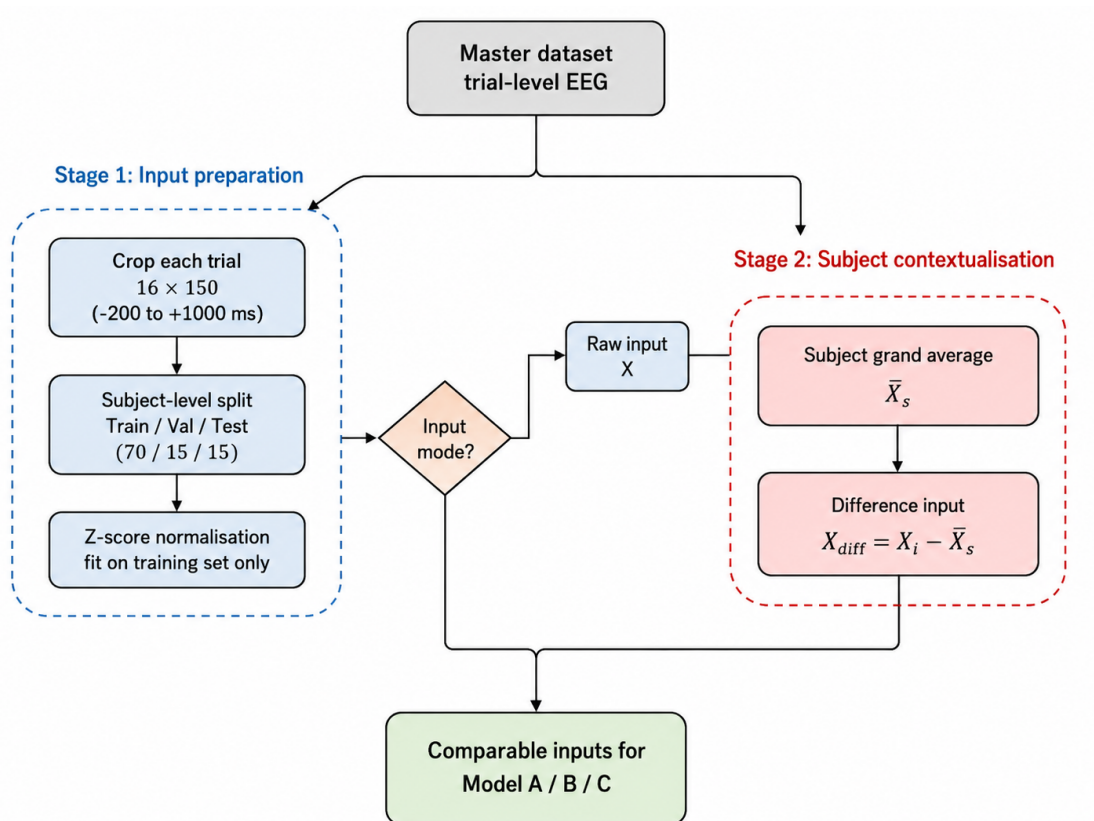 Master dataset
trial-level EEG
Stage 1: Input preparation
Crop each trial
16 × 150
(-200 to +1000 ms)
Subject-level split
Train / Val / Test
(70 / 15 / 15)
Z-score normalisation
fit on training set only
Input
mode?
Raw input
X
Stage 2: Subject contextualisation
Subject grand average
X̄ₛ
Difference input
X_diff = Xᵢ − X̄ₛ
Comparable inputs for
Model A / B / C